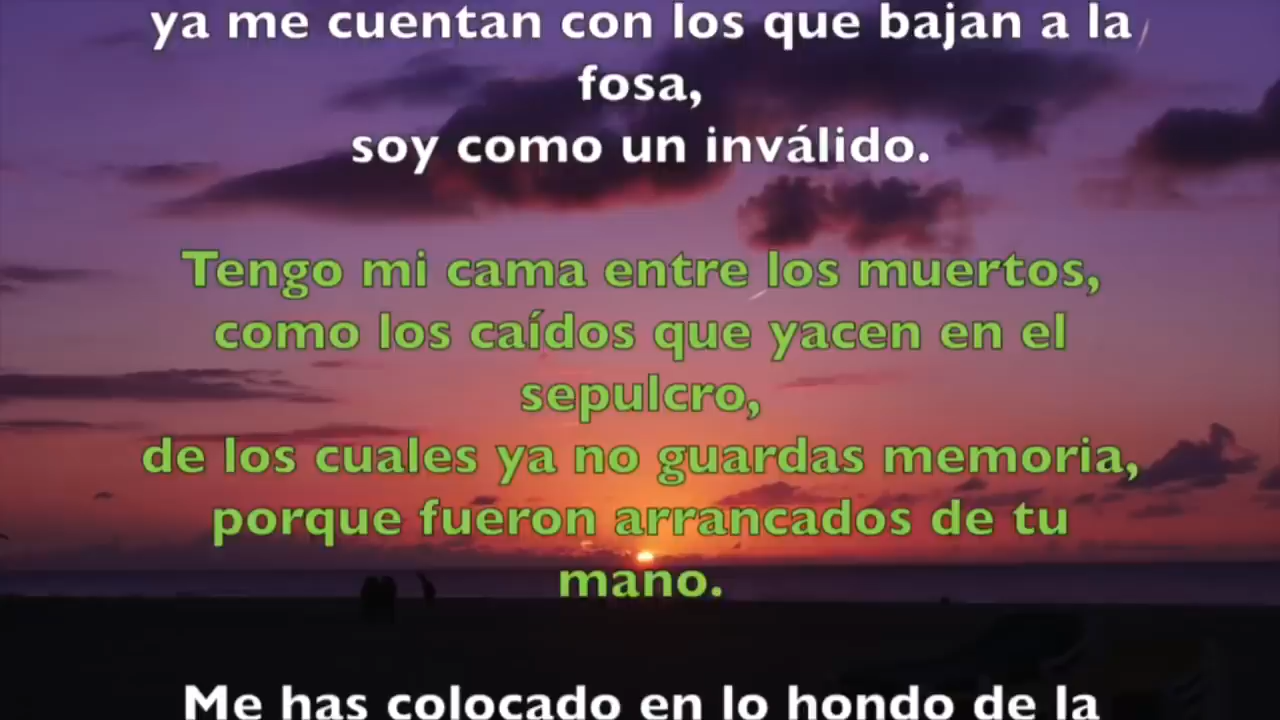 ya me cuentan con los que bajan a la
fosa,
soy como un inválido.
Tengo mi cama entre los muertos,
como los caídos que yacen en el
sepulcro,
de los cuales ya no guardas memoria,
porque fueron arrancados de tu
mano.
Me has colocado en lo hondo de la